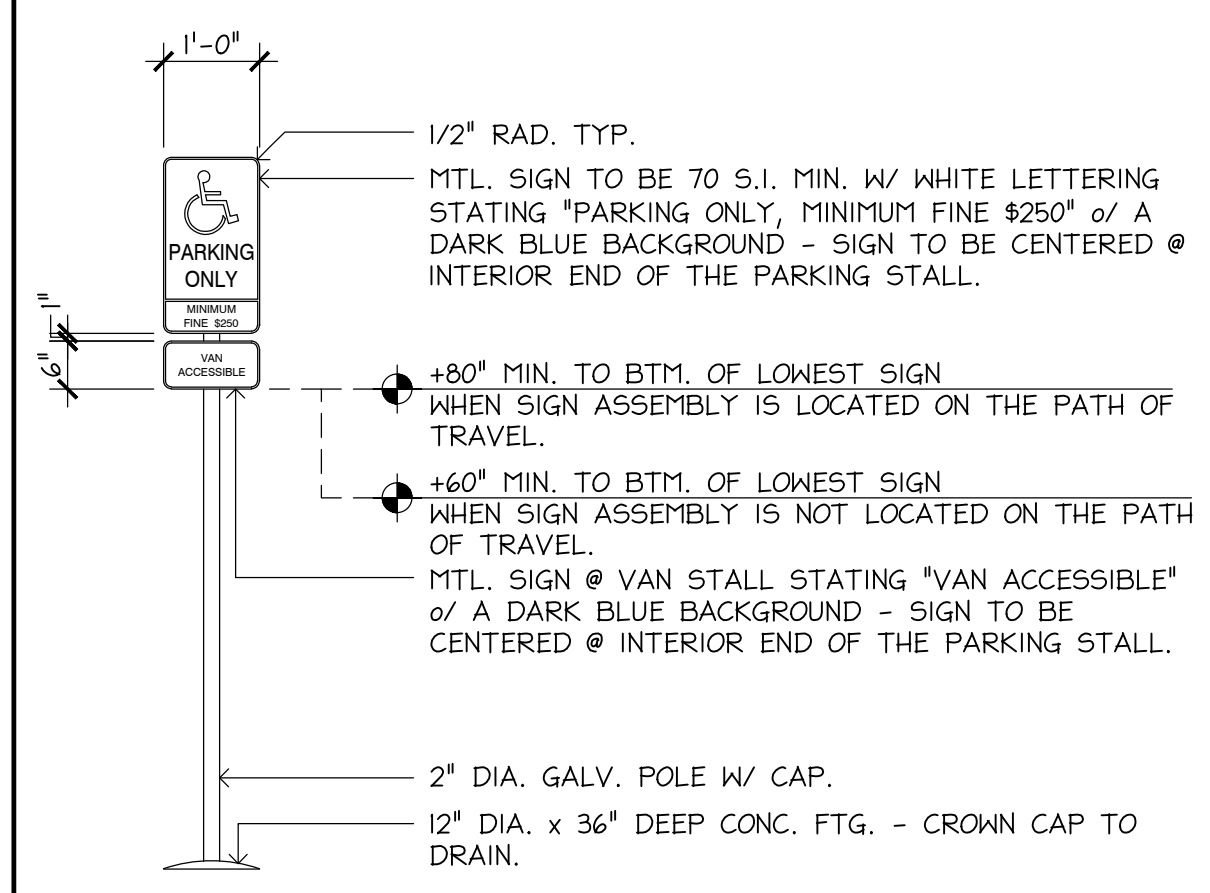 1'-0"
1/2" RAD. TYP.
MTL. SIGN TO BE 70 S.I. MIN. W/ WHITE LETTERING
STATING "PARKING ONLY, MINIMUM FINE $250" o/ A
DARK BLUE BACKGROUND - SIGN TO BE CENTERED @
INTERIOR END OF THE PARKING STALL.
PARKING
ONLY
MINIMUM
FINE $250
1"
6"
VAN
ACCESSIBLE
+80" MIN. TO BTM. OF LOWEST SIGN
WHEN SIGN ASSEMBLY IS LOCATED ON THE PATH OF
TRAVEL.
+60" MIN. TO BTM. OF LOWEST SIGN
WHEN SIGN ASSEMBLY IS NOT LOCATED ON THE PATH
OF TRAVEL.
MTL. SIGN @ VAN STALL STATING "VAN ACCESSIBLE"
o/ A DARK BLUE BACKGROUND - SIGN TO BE
CENTERED @ INTERIOR END OF THE PARKING STALL.
2" DIA. GALV. POLE W/ CAP.
12" DIA. x 36" DEEP CONC. FTG. - CROWN CAP TO
DRAIN.